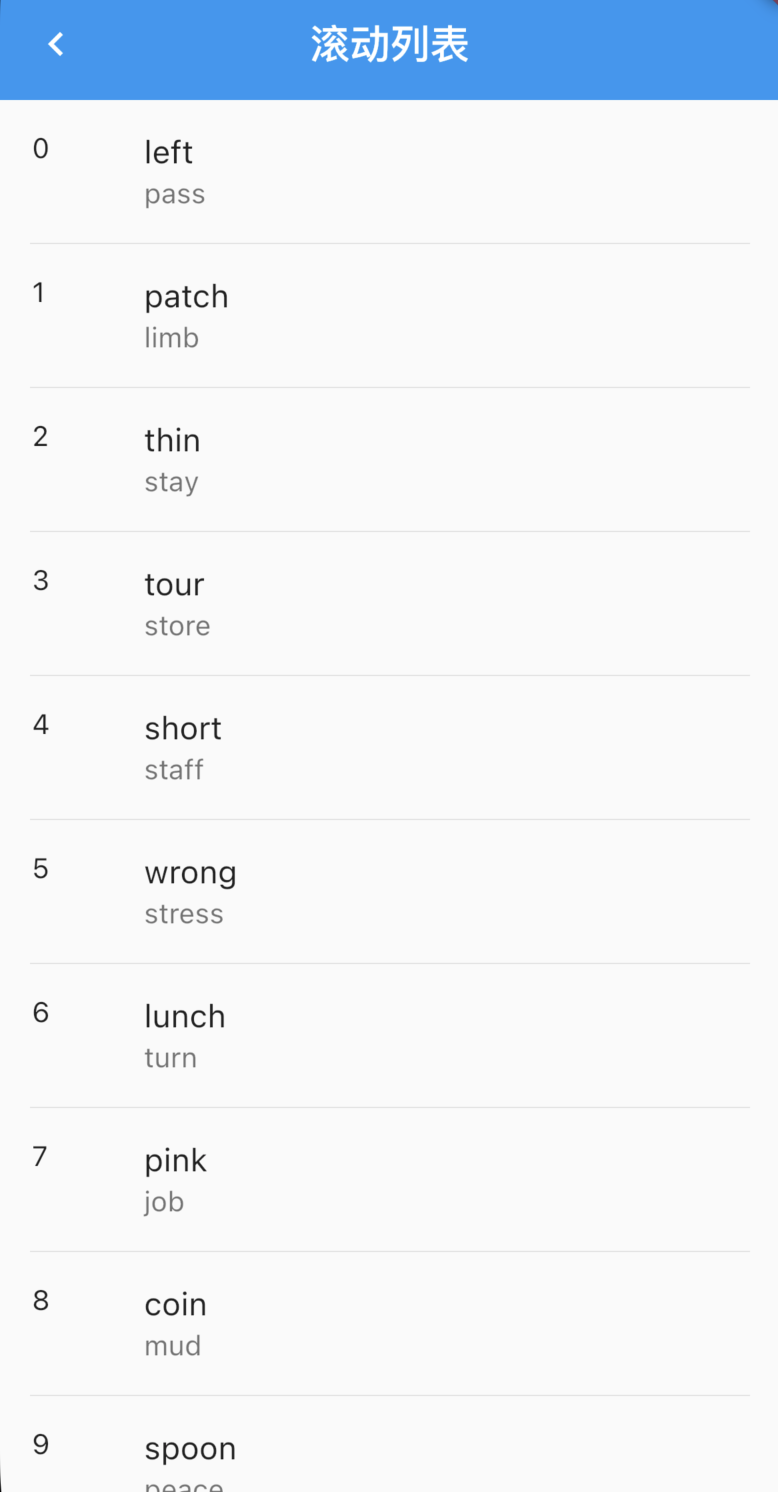 滚动列表
0
left
pass
1
patch
limb
2
thin
stay
3
tour
store
4
short
staff
5
wrong
stress
6
lunch
turn
7
pink
job
8
coin
mud
9
spoon
peace